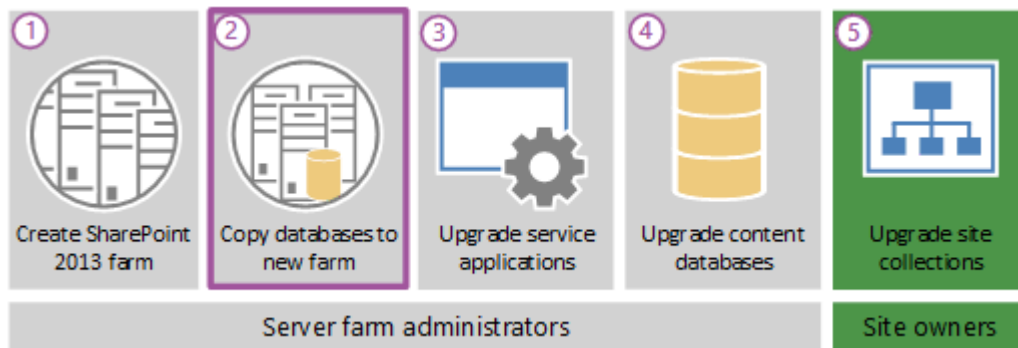 1
Create SharePoint
2013 farm
2
Copy databases to
new farm
3
Upgrade service
applications
4
Upgrade content
databases
5
Upgrade site
collections
Server farm administrators
Site owners